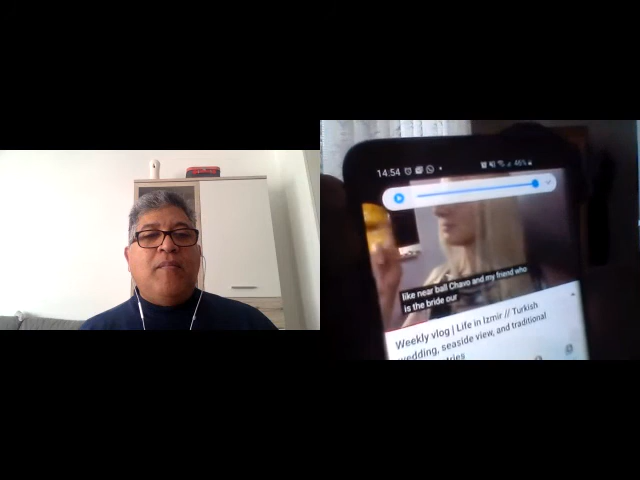 14:54
46%
like near ball Chavo and my friend who
is the bride our
Weekly vlog | Life in Izmir // Turkish
wedding, seaside view, and traditional